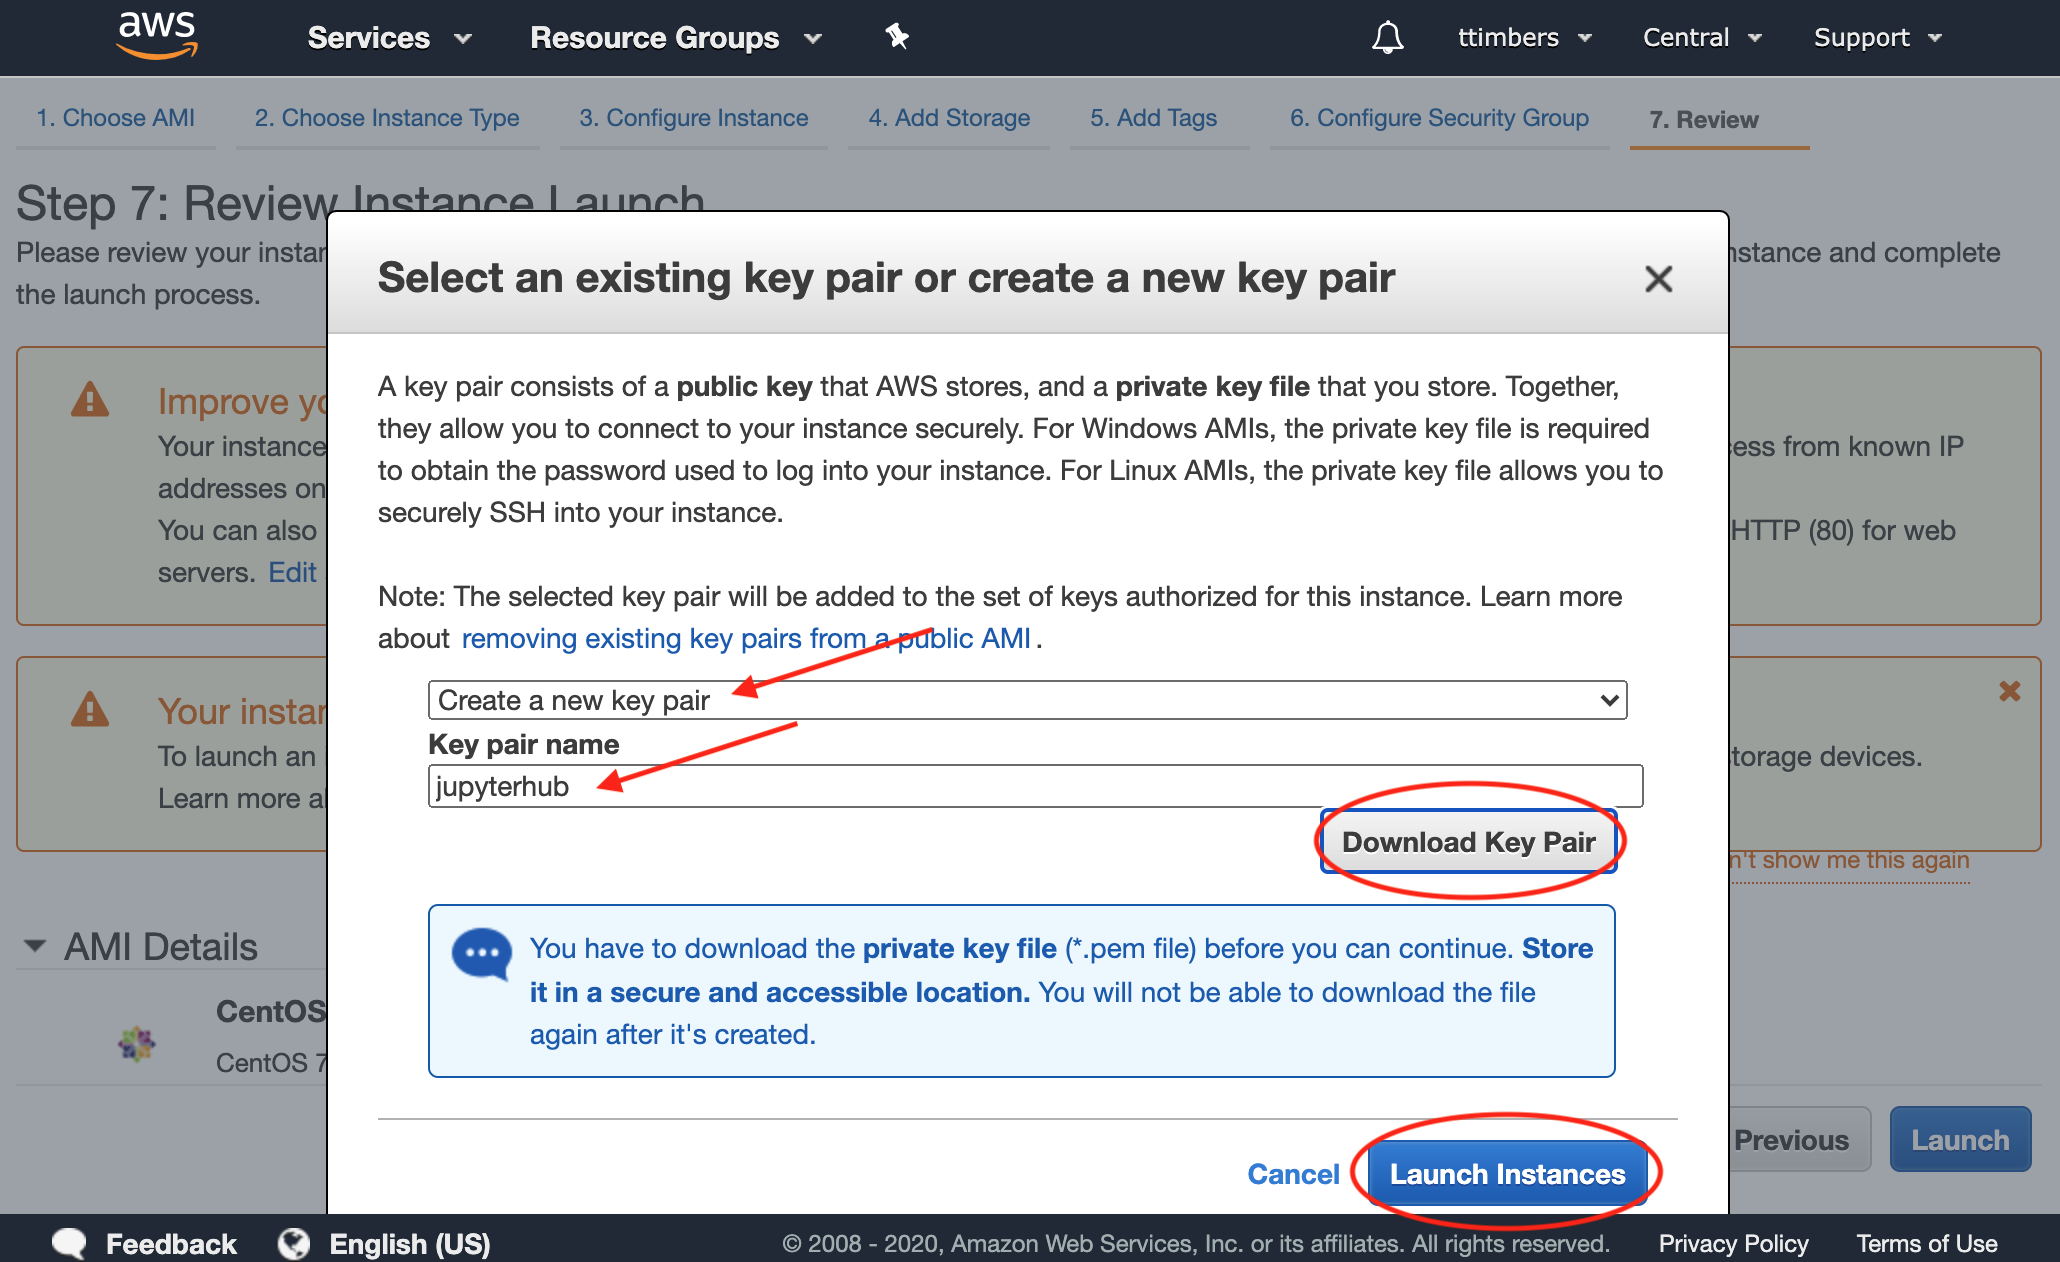 aws Services Resource Groups ttimbers Central Support
1. Choose AMI 2. Choose Instance Type 3. Configure Instance 4. Add Storage 5. Add Tags 6. Configure Security Group 7. Review
Step 7: Review Instance Launch
Please review your instance and complete
the launch process.
Select an existing key pair or create a new key pair
A key pair consists of a public key that AWS stores, and a private key file that you store. Together,
they allow you to connect to your instance securely. For Windows AMIs, the private key file is required
to obtain the password used to log into your instance. For Linux AMIs, the private key file allows you to
securely SSH into your instance.
Note: The selected key pair will be added to the set of keys authorized for this instance. Learn more
about removing existing key pairs from a public AMI.
Create a new key pair
Key pair name
jupyterhub
Download Key Pair
You have to download the private key file (*.pem file) before you can continue. Store
it in a secure and accessible location. You will not be able to download the file
again after it's created.
Cancel Launch Instances
Improve
Your instance
from known IP
addresses
You can also
HTTP (80) for web
servers. Edit
Your
To launch an
storage devices.
Learn more
show me this again
AMI Details
CentOS
CentOS 7
Previous Launch
Feedback English (US) © 2008 - 2020, Amazon Web Services, Inc. or its affiliates. All rights reserved. Privacy Policy Terms of Use